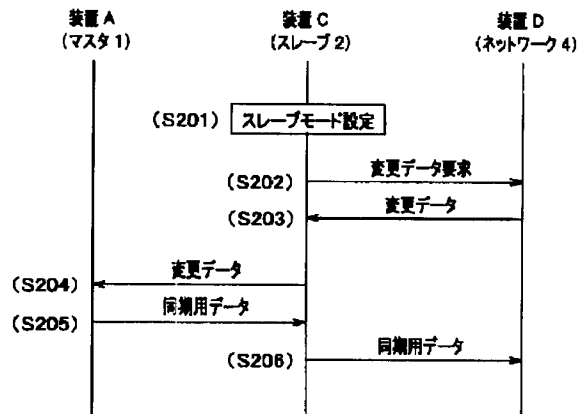 装置 A
(マスタ 1)
装置 C
(スレーブ 2)
装置 D
(ネットワーク 4)
(S201)
スレーブモード設定
(S202)
変更データ要求
(S203)
変更データ
(S204)
変更データ
(S205)
同期用データ
(S206)
同期用データ